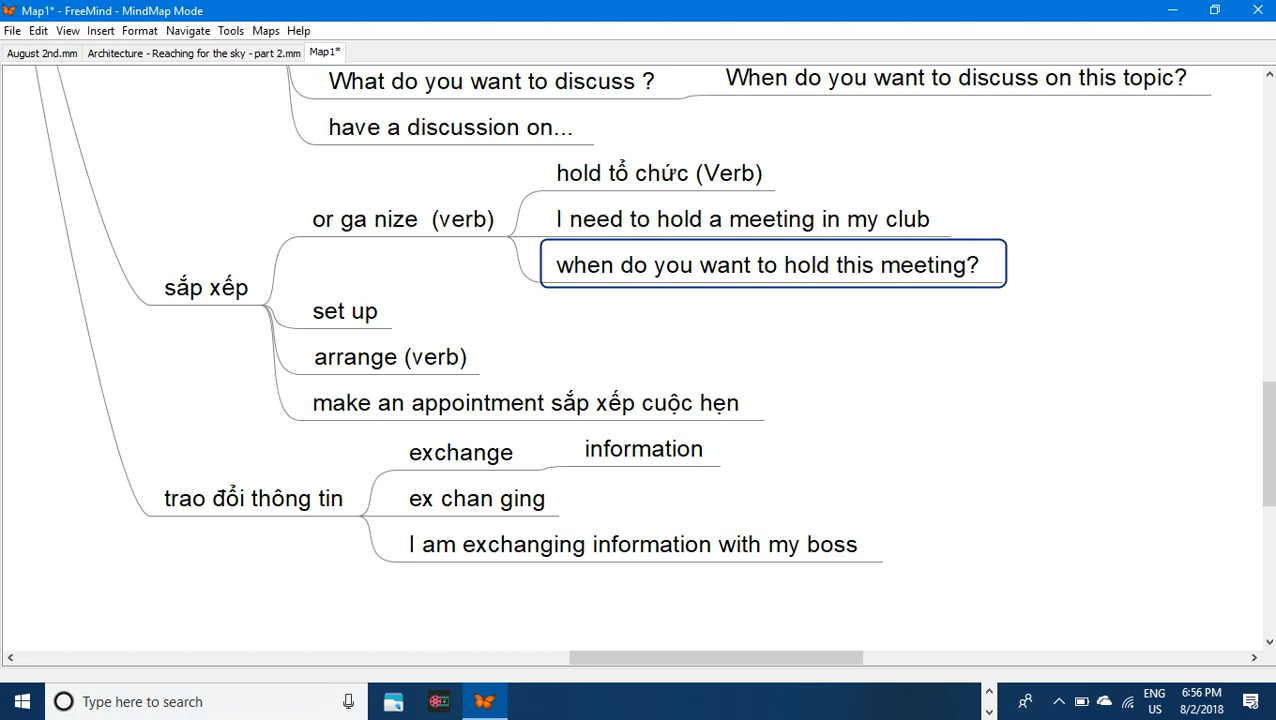 Map1* - FreeMind - MindMap Mode
File Edit View Insert Format Navigate Tools Maps Help
August 2nd.mm Architecture - Reaching for the sky - part 2.mm Map1*
What do you want to discuss ? When do you want to discuss on this topic?
have a discussion on...
hold tổ chức (Verb)
or ga nize (verb) I need to hold a meeting in my club
when do you want to hold this meeting?
sắp xếp
set up
arrange (verb)
make an appointment sắp xếp cuộc hẹn
exchange information
trao đổi thông tin ex chan ging
I am exchanging information with my boss
Type here to search ENG 6:56 PM
US 8/2/2018